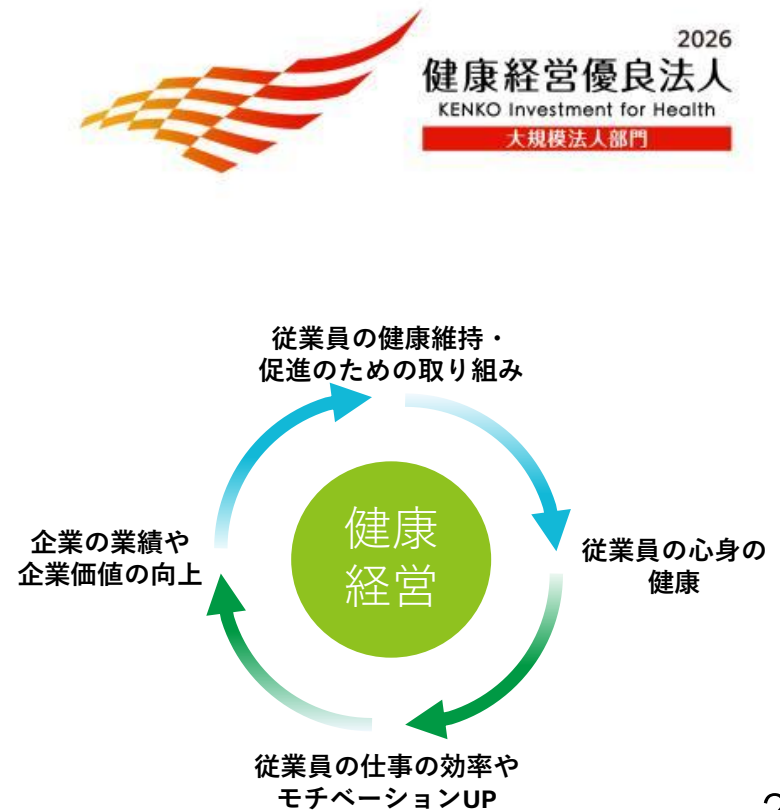 2026
健康経営優良法人
KENKO Investment for Health
大規模法人部門
従業員の健康維持・
促進のための取り組み
健康
経営
企業の業績や
企業価値の向上
従業員の心身の
健康
従業員の仕事の効率や
モチベーションUP